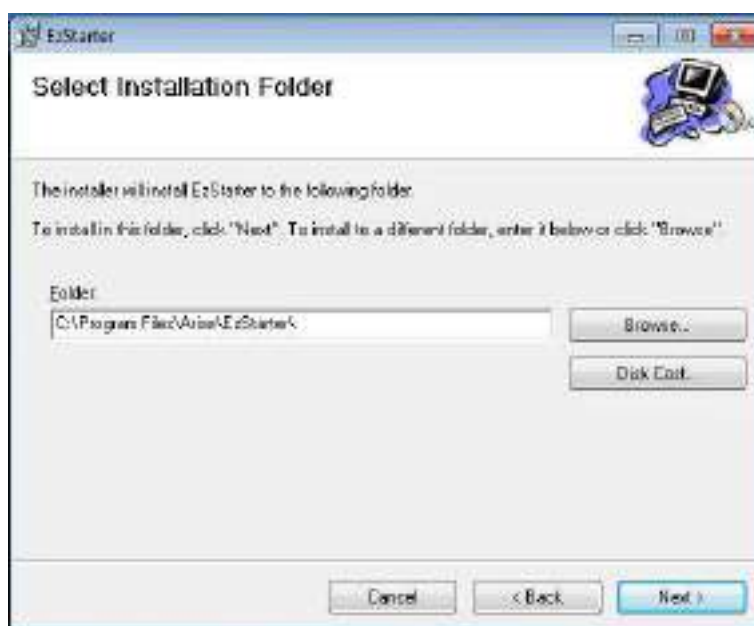 EzStarter
Select Installation Folder
The installer will install EzStarter to the following folder.
To install in this folder, click "Next". To install to a different folder, enter it below or click "Browse".
Folder:
C:\Program Files\Arise\EzStarter\
Browse...
Disk Cost...
Cancel
< Back
Next >